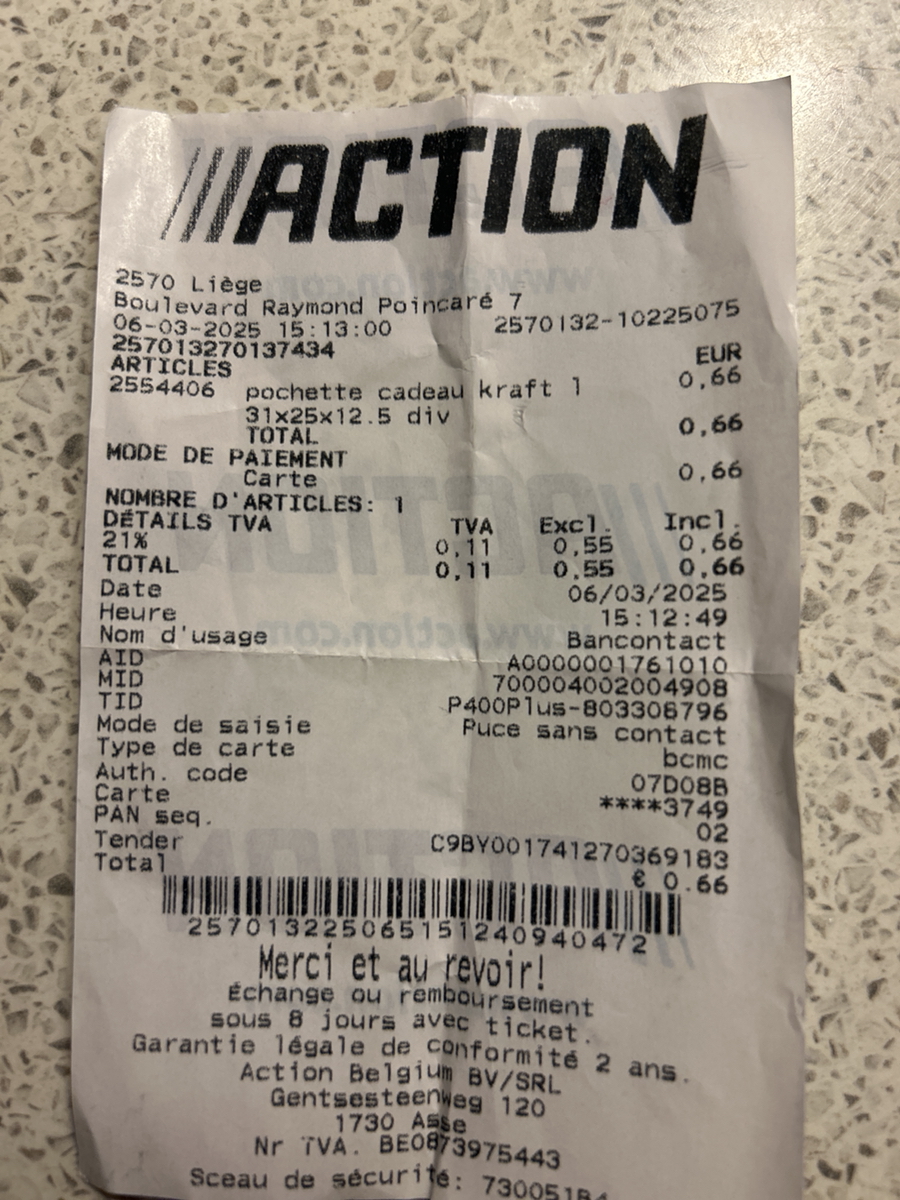 ///ACTION
2570 Liège
Boulevard Raymond Poincaré 7
06-03-2025 15:13:00 2570132-10225075
257013270137434
EUR
ARTICLES
2554406 pochette cadeau kraft 1 0,66
31x25x12.5 div
TOTAL 0,66
MODE DE PAIEMENT
Carte 0,66
NOMBRE D'ARTICLES: 1
DÉTAILS TVA TVA Excl. Incl.
21% 0,11 0,55 0,66
TOTAL 0,11 0,55 0,66
Date 06/03/2025
Heure 15:12:49
Nom d'usage Bancontact
AID A0000001761010
MID 700004002004908
TID P400Plus-803306796
Mode de saisie Puce sans contact
Type de carte bcmc
Auth. code 07D08B
Carte ****3749
PAN seq. 02
Tender C9BY001741270369183
Total € 0.66
2570132250651512409404​72
Merci et au revoir!
Échange ou remboursement
sous 8 jours avec ticket.
Garantie légale de conformité 2 ans.
Action Belgium BV/SRL
Gentsesteenweg 120
1730 Asse
Nr TVA. BE0873975443
Sceau de sécurité: